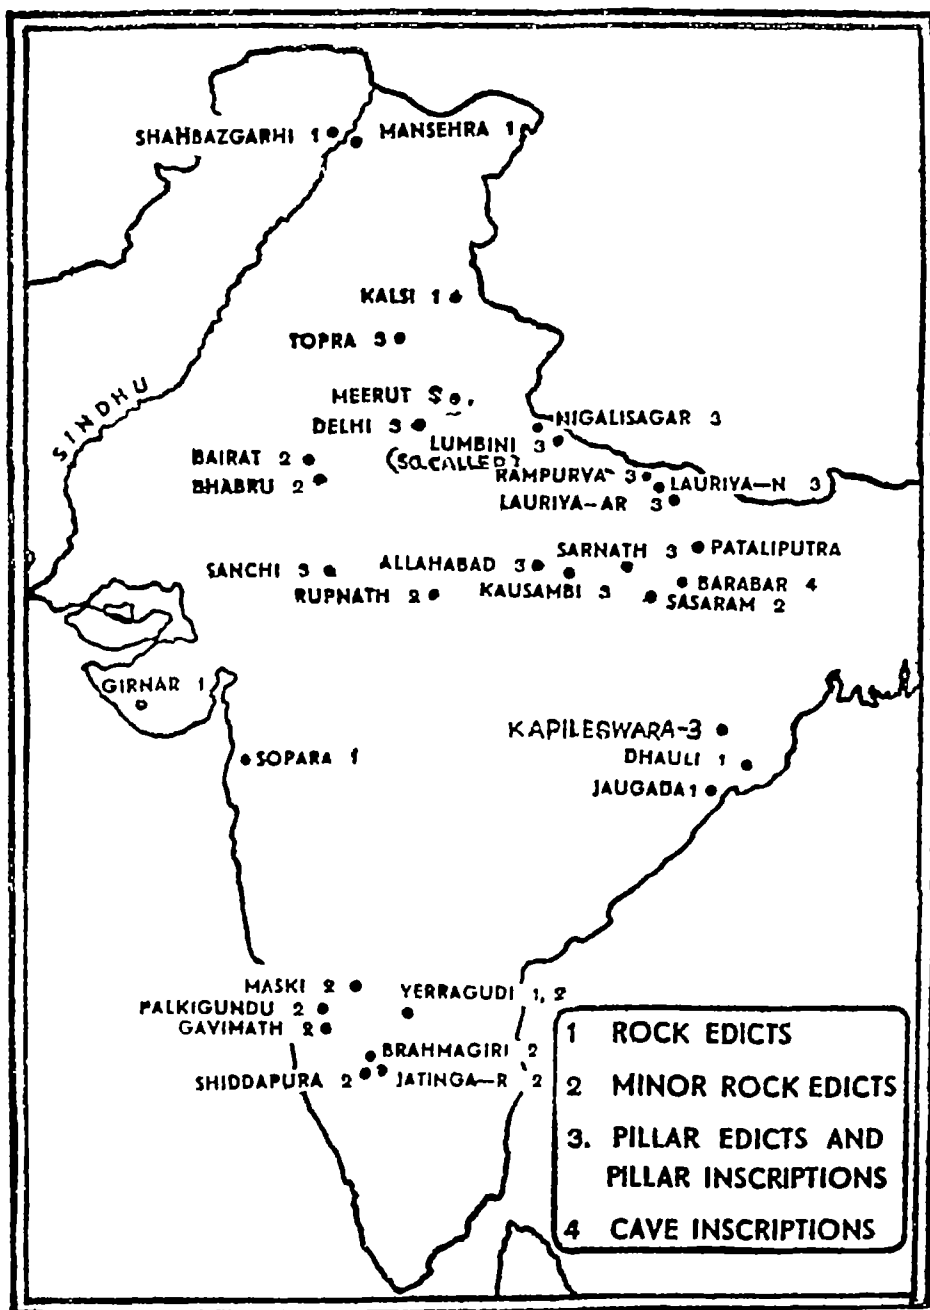 SHAHBAZGARHI 1
MANSEHRA 1
KALSI 1
TOPRA 3
SINDHU
MEERUT
DELHI 3
NIGALISAGAR 3
LUMBINI 3
(SO.CALLED)
BAIRAT 2
BHABRU 2
RAMPURVA- 3
LAURIYA-N 3
LAURIYA-AR 3
SARNATH 3
PATALIPUTRA
SANCHI 3
ALLAHABAD 3
RUPNATH 2
KAUSAMBI 3
BARABAR 4
SASARAM 2
GIRNAR 1
KAPILESWARA-3
SOPARA 1
DHAULI 1
JAUGADA 1
MASKI 2
YERRAGUDI 1, 2
PALKIGUNDU 2
GAVIMATH 2
BRAHMAGIRI 2
SHIDDAPURA 2
JATINGA-R 2
1 ROCK EDICTS
2 MINOR ROCK EDICTS
3. PILLAR EDICTS AND
PILLAR INSCRIPTIONS
4 CAVE INSCRIPTIONS